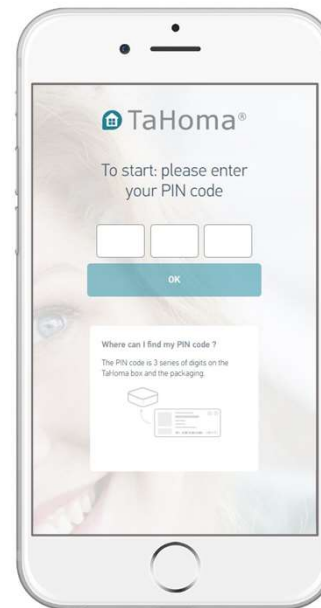 TaHoma®
To start: please enter
your PIN code
OK
Where can I find my PIN code ?
The PIN code is 3 series of digits on the
TaHoma box and the packaging.